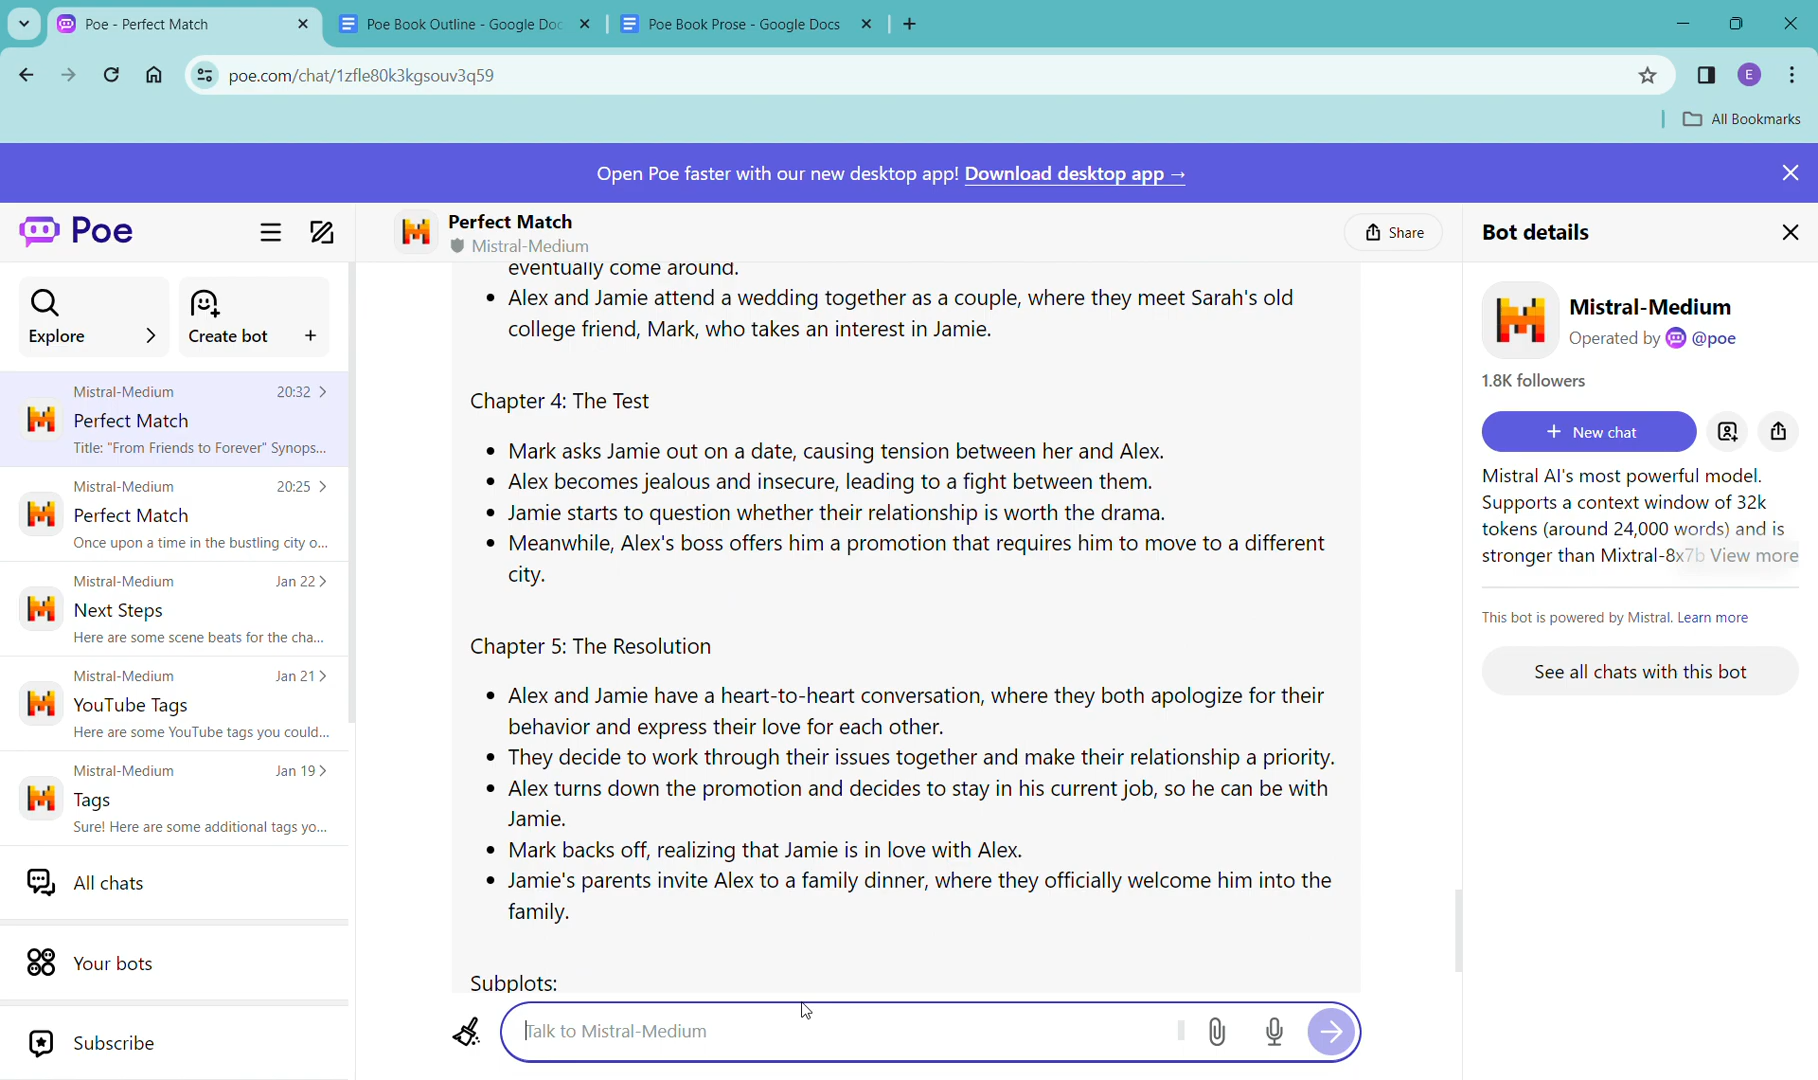 Poe - Perfect Match
Poe Book Outline - Google Doc
Poe Book Prose - Google Docs
poe.com/chat/1zfle80k3kgsouv3q59
E
All Bookmarks
Open Poe faster with our new desktop app! Download desktop app →
Poe
Explore
Create bot +
Mistral-Medium 20:32
Perfect Match
Title: "From Friends to Forever" Synops...
Mistral-Medium 20:25
Perfect Match
Once upon a time in the bustling city o...
Mistral-Medium Jan 22
Next Steps
Here are some scene beats for the cha...
Mistral-Medium Jan 21
YouTube Tags
Here are some YouTube tags you could...
Mistral-Medium Jan 19
Tags
Sure! Here are some additional tags yo...
All chats
Your bots
Subscribe
Perfect Match
Mistral-Medium
Share
eventually come around.
• Alex and Jamie attend a wedding together as a couple, where they meet Sarah's old
college friend, Mark, who takes an interest in Jamie.
Chapter 4: The Test
• Mark asks Jamie out on a date, causing tension between her and Alex.
• Alex becomes jealous and insecure, leading to a fight between them.
• Jamie starts to question whether their relationship is worth the drama.
• Meanwhile, Alex's boss offers him a promotion that requires him to move to a different
city.
Chapter 5: The Resolution
• Alex and Jamie have a heart-to-heart conversation, where they both apologize for their
behavior and express their love for each other.
• They decide to work through their issues together and make their relationship a priority.
• Alex turns down the promotion and decides to stay in his current job, so he can be with
Jamie.
• Mark backs off, realizing that Jamie is in love with Alex.
• Jamie's parents invite Alex to a family dinner, where they officially welcome him into the
family.
Subplots:
Talk to Mistral-Medium
Bot details
Mistral-Medium
Operated by @poe
1.8K followers
+ New chat
Mistral AI's most powerful model.
Supports a context window of 32k
tokens (around 24,000 words) and is
stronger than Mixtral-8x7b View more
This bot is powered by Mistral. Learn more
See all chats with this bot